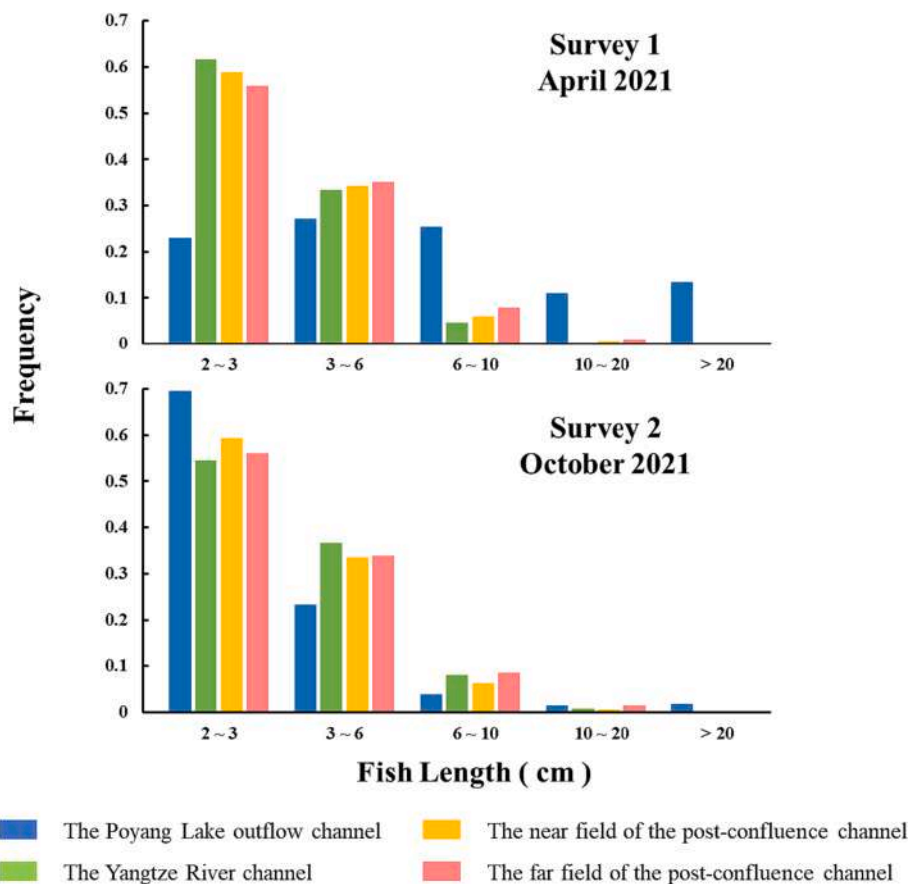 0.7
Survey 1
April 2021
0.6
0.5
0.4
0.3
0.2
0.1
0
2 ~ 3 3 ~ 6 6 ~ 10 10 ~ 20 > 20
Frequency
0.7
Survey 2
October 2021
0.6
0.5
0.4
0.3
0.2
0.1
0
2 ~ 3 3 ~ 6 6 ~ 10 10 ~ 20 > 20
Fish Length ( cm )
The Poyang Lake outflow channel The near field of the post-confluence channel
The Yangtze River channel The far field of the post-confluence channel